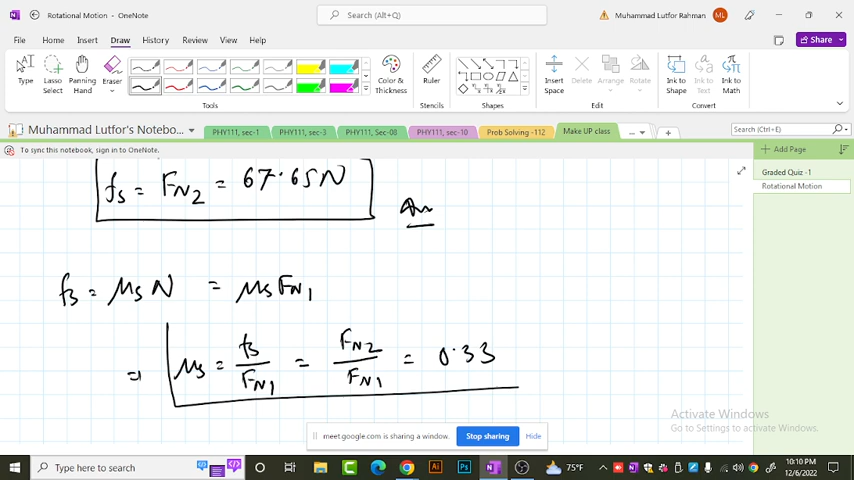 Rotational Motion - OneNote
Search (Alt+Q)
Muhammad Lutfor Rahman
ML
File Home Insert Draw History Review View Help
Share
Type
Lasso Select
Panning Hand
Eraser
Color & Thickness
Ruler
Shapes
Insert Space
Delete
Arrange
Rotate
Ink to Shape
Ink to Text
Ink to Math
Tools
Stencils
Shapes
Edit
Convert
Muhammad Lutfor's Notebo...
PHY111, sec-1
PHY111, sec-3
PHY111, Sec-08
PHY111, sec-10
Prob Solving -112
Make UP class
Search (Ctrl+E)
To sync this notebook, sign in to OneNote.
Add Page
Graded Quiz -1
Rotational Motion
fs = FN2 = 67.65N
Ans
fs = μs N = μs FN1
⇒ μs = fs/FN1 = FN2/FN1 = 0.33
Activate Windows
Go to Settings to activate Windows.
meet.google.com is sharing a window.
Stop sharing
Hide
Type here to search
75°F
10:10 PM
12/6/2022